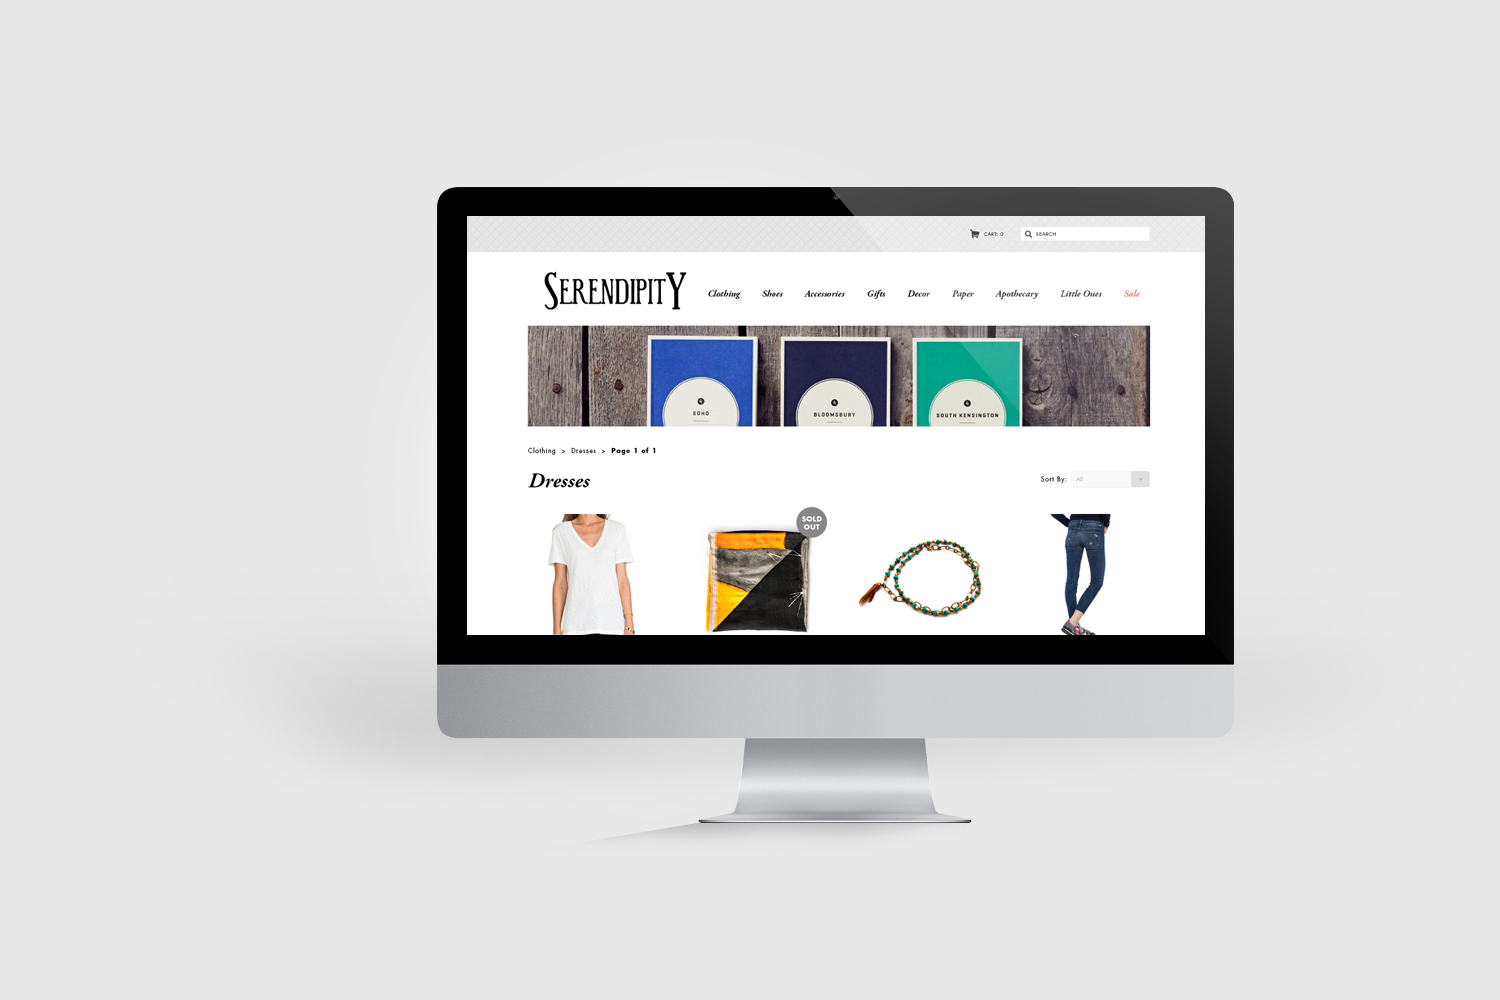 CART: 0
SEARCH
SERENDIPITY
Clothing Shoes Accessories Gifts Decor Paper Apothecary Little Ones Sale
SOHO
BLOOMSBURY
SOUTH KENSINGTON
Clothing > Dresses > Page 1 of 1
Dresses
Sort By: All
SOLD
OUT